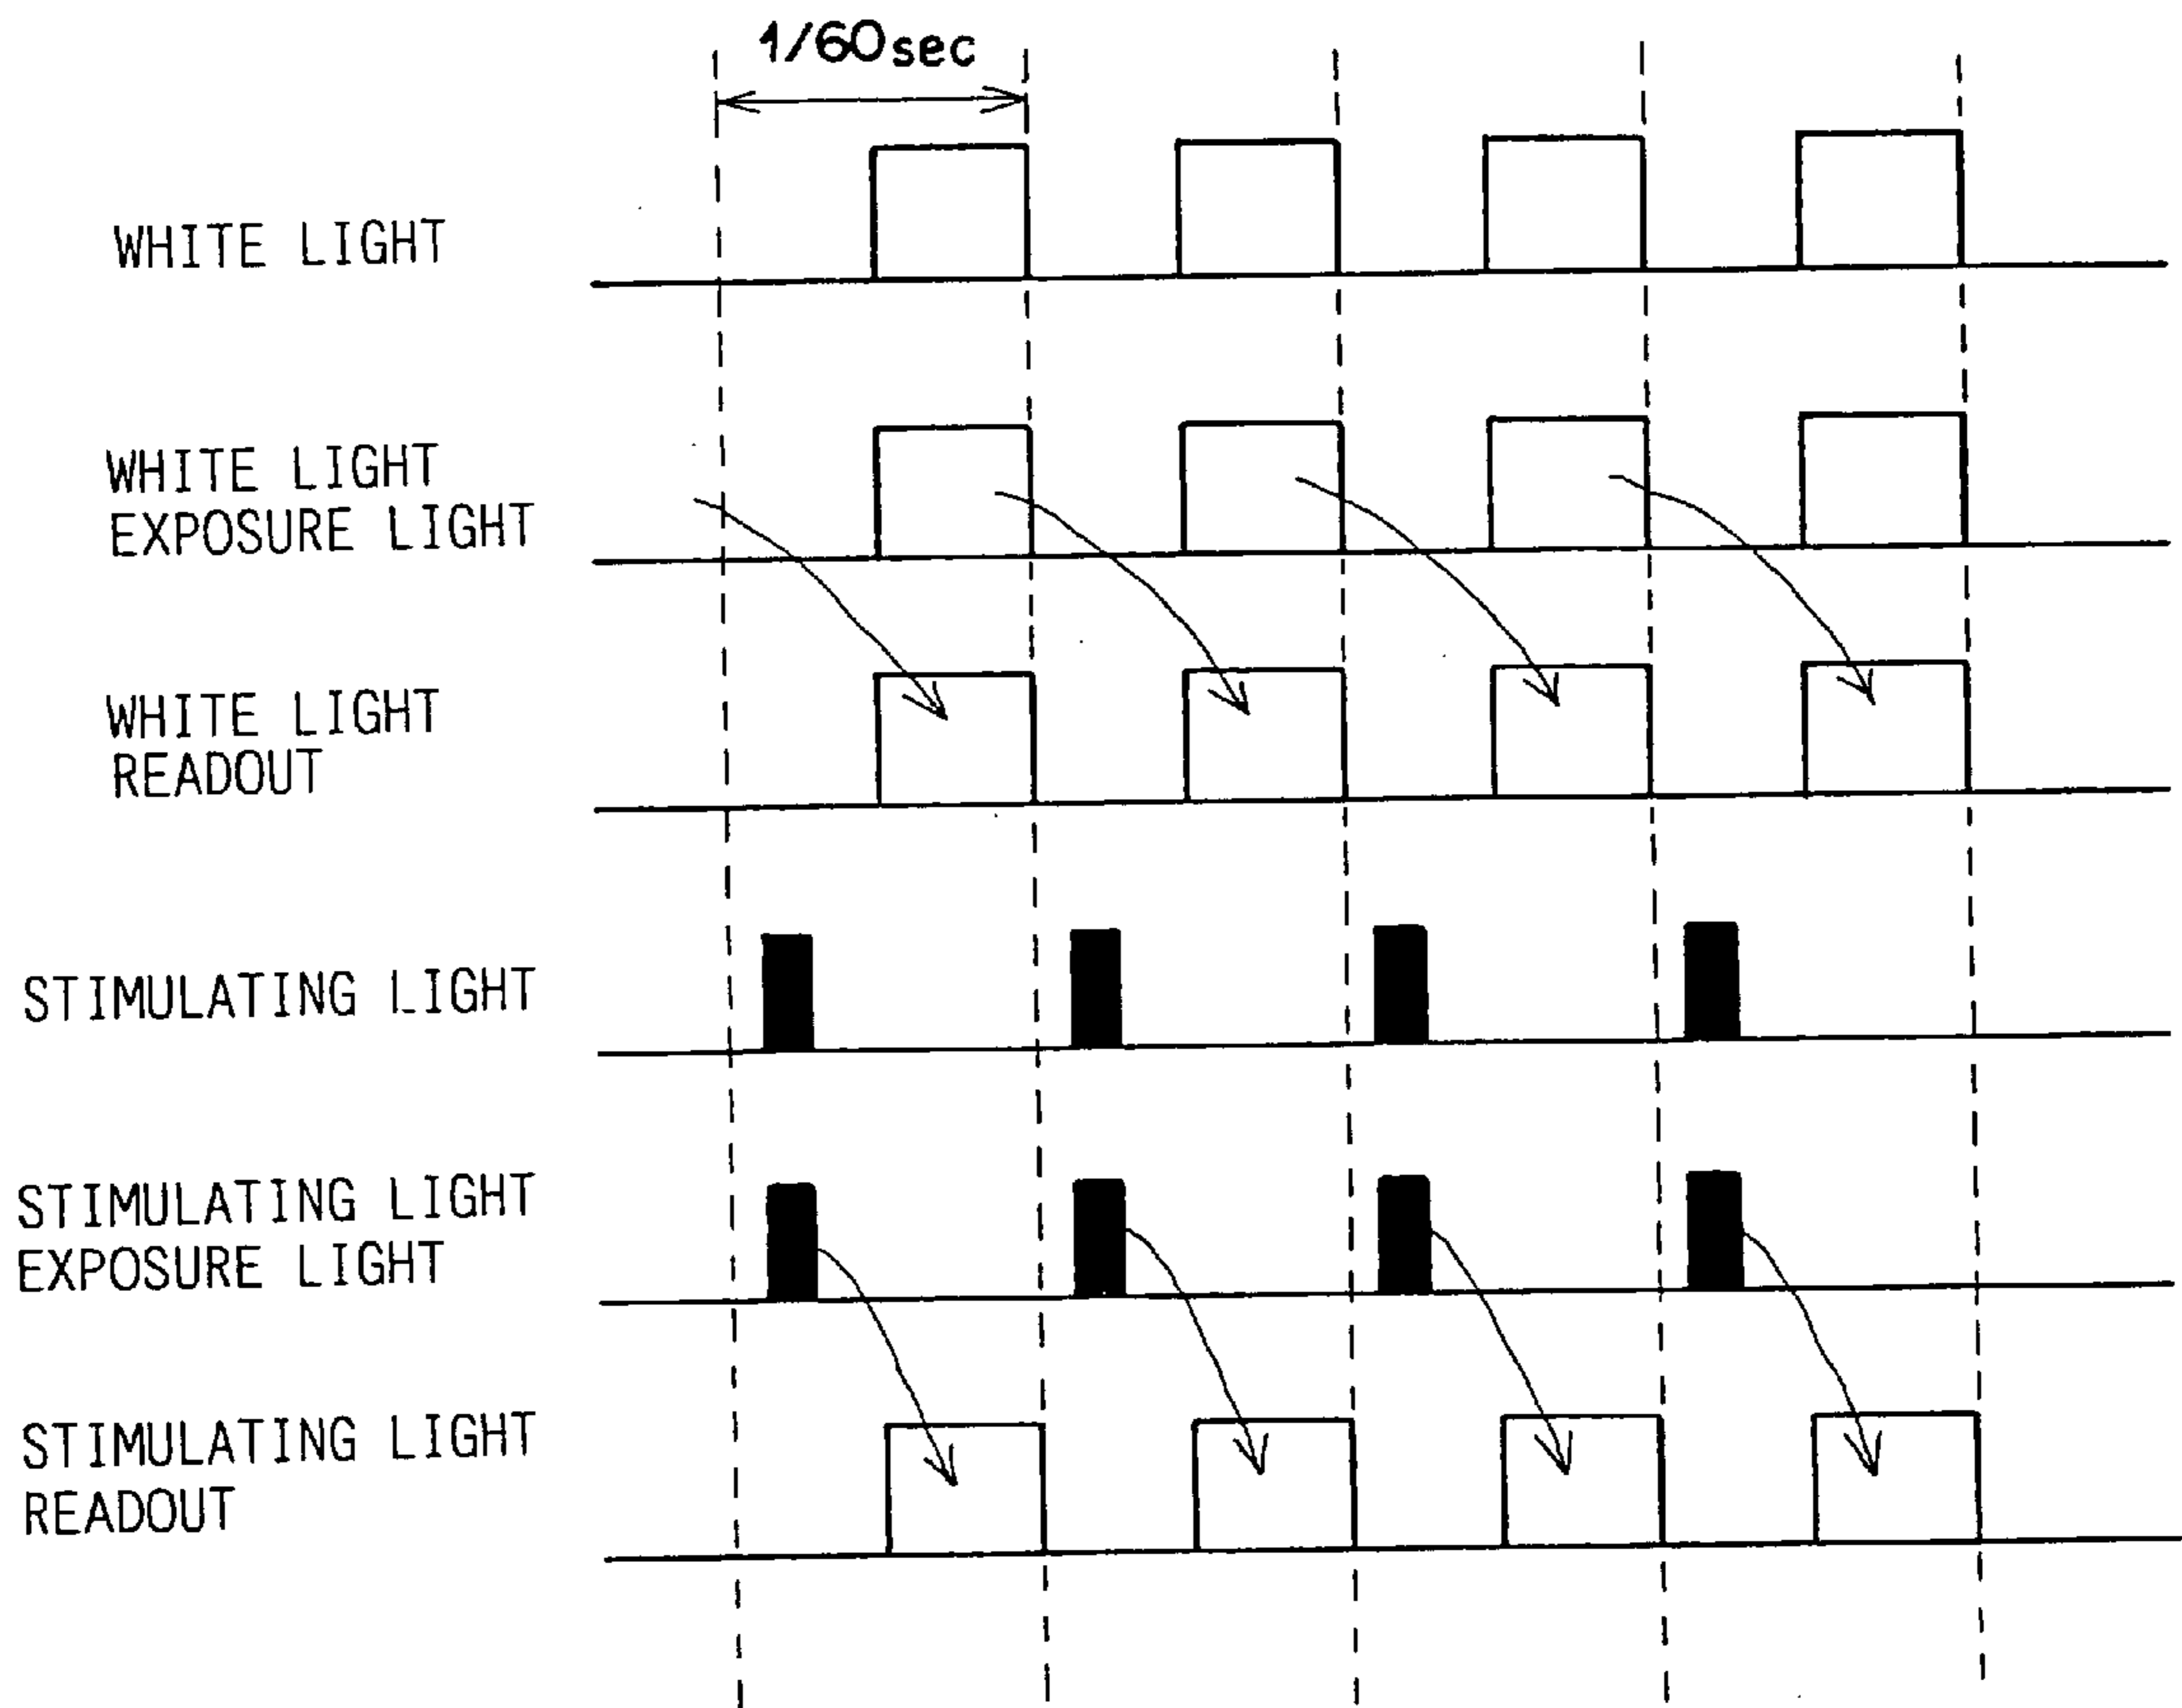 1/60sec
WHITE LIGHT
WHITE LIGHT
EXPOSURE LIGHT
WHITE LIGHT
READOUT
STIMULATING LIGHT
STIMULATING LIGHT
EXPOSURE LIGHT
STIMULATING LIGHT
READOUT